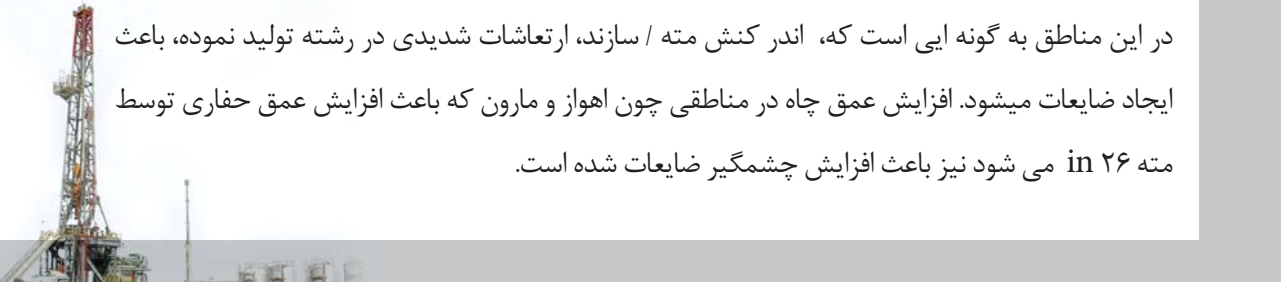 در این مناطق به گونه ایی است که، اندر کنش مته / سازند، ارتعاشات شدیدی در رشته تولید نموده، باعث
ایجاد ضایعات میشود. افزایش عمق چاه در مناطقی چون اهواز و مارون که باعث افزایش عمق حفاری توسط
مته ۲۶ in می شود نیز باعث افزایش چشمگیر ضایعات شده است.